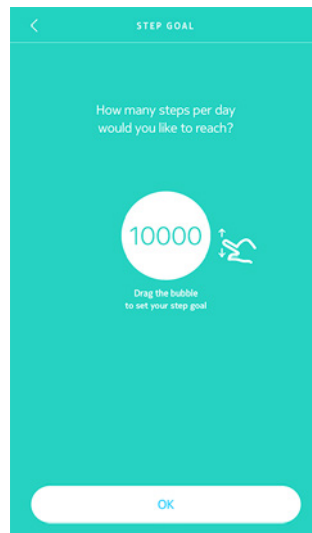 STEP GOAL
How many steps per day
would you like to reach?
10000
Drag the bubble
to set your step goal
OK